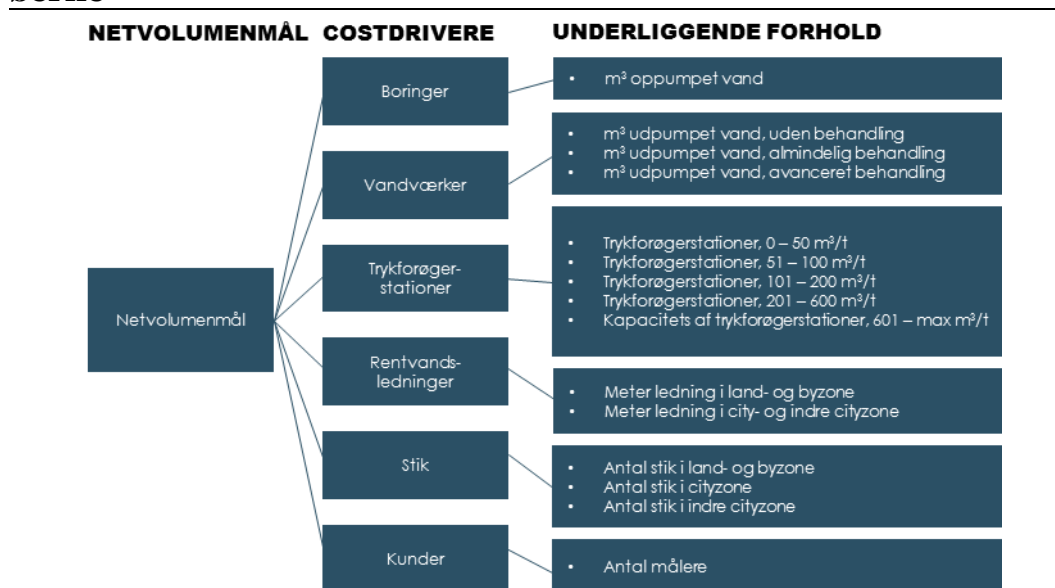 NETVOLUMENMÅL COSTDRIVERE UNDERLIGGENDE FORHOLD
Boringer
• m³ oppumpet vand
Vandværker
• m³ udpumpet vand, uden behandling
• m³ udpumpet vand, almindelig behandling
• m³ udpumpet vand, avanceret behandling
Trykforøger-
stationer
• Trykforøgerstationer, 0 – 50 m³/t
• Trykforøgerstationer, 51 – 100 m³/t
• Trykforøgerstationer, 101 – 200 m³/t
• Trykforøgerstationer, 201 – 600 m³/t
• Kapacitets af trykforøgerstationer, 601 – max m³/t
Netvolumenmål
Rentvands-
ledninger
• Meter ledning i land- og byzone
• Meter ledning i city- og indre cityzone
Stik
• Antal stik i land- og byzone
• Antal stik i cityzone
• Antal stik i indre cityzone
Kunder
• Antal målere